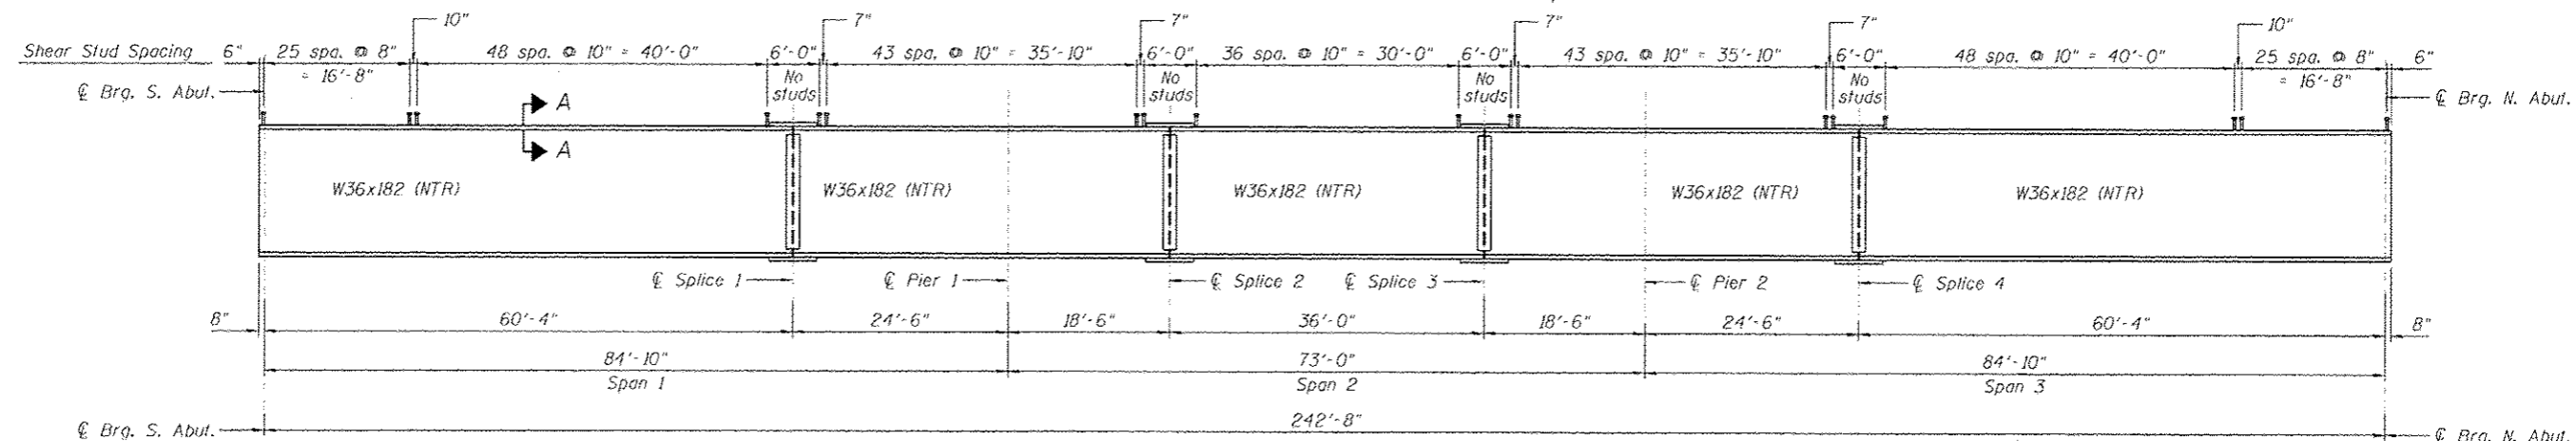 10" 7" 7" 7" 7" 10"
Shear Stud Spacing 6" 25 spa. @ 8" 48 spa. @ 10" = 40'-0" 6'-0" 43 spa. @ 10" = 35'-10" 6'-0" 36 spa. @ 10" = 30'-0" 6'-0" 43 spa. @ 10" = 35'-10" 6'-0" 48 spa. @ 10" = 40'-0" 25 spa. @ 8" 6"
= 16'-8" No No No No = 16'-8"
℄ Brg. S. Abut. studs studs studs studs ℄ Brg. N. Abut.
A
A
W36x182 (NTR) W36x182 (NTR) W36x182 (NTR) W36x182 (NTR) W36x182 (NTR)
℄ Splice 1 ℄ Pier 1 ℄ Splice 2 ℄ Splice 3 ℄ Pier 2 ℄ Splice 4
8" 60'-4" 24'-6" 18'-6" 36'-0" 18'-6" 24'-6" 60'-4" 8"
84'-10" 73'-0" 84'-10"
Span 1 Span 2 Span 3
242'-8"
℄ Brg. S. Abut. ℄ Brg. N. Abut.